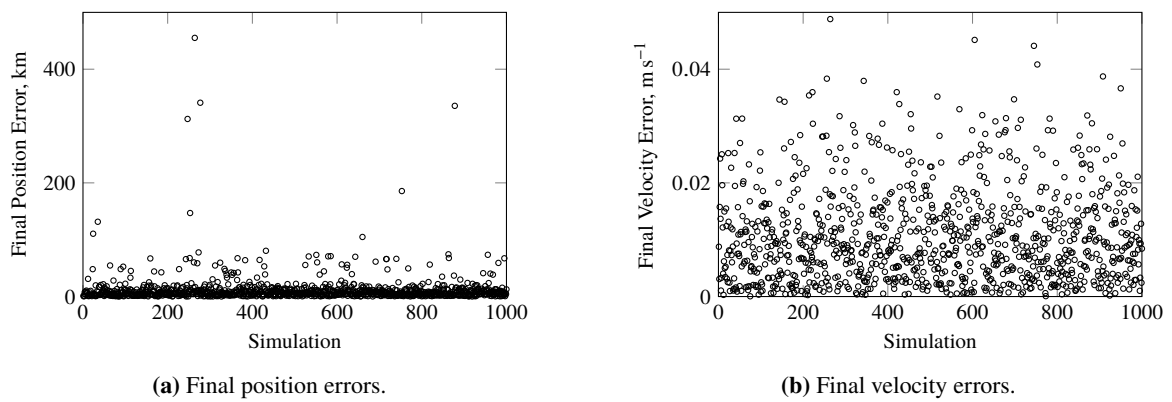 400
200
0
0 200 400 600 800 1000
Final Position Error, km
Simulation
(a) Final position errors.
0.04
0.02
0
0 200 400 600 800 1000
Final Velocity Error, m s⁻¹
Simulation
(b) Final velocity errors.